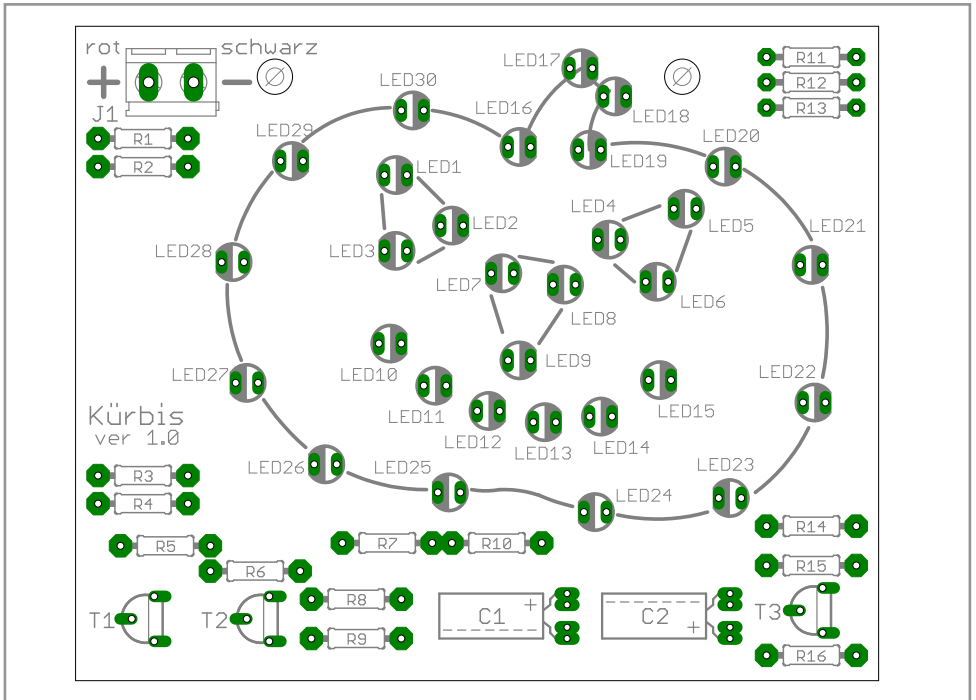 rot schwarz
+ −
J1
LED17
LED30
LED16
LED18
R11
R12
R13
LED29
R1
R2
LED1
LED19
LED20
LED28
LED3
LED2
LED4
LED5
LED21
LED7
LED8
LED6
LED27
LED10
LED9
LED22
LED11
LED15
Kürbis
ver 1.0
LED12
LED13
LED14
LED26
LED25
LED23
LED24
R3
R4
R5
R6
R7
R10
R14
R15
T1
T2
R8
R9
C1 +
C2 +
T3
R16